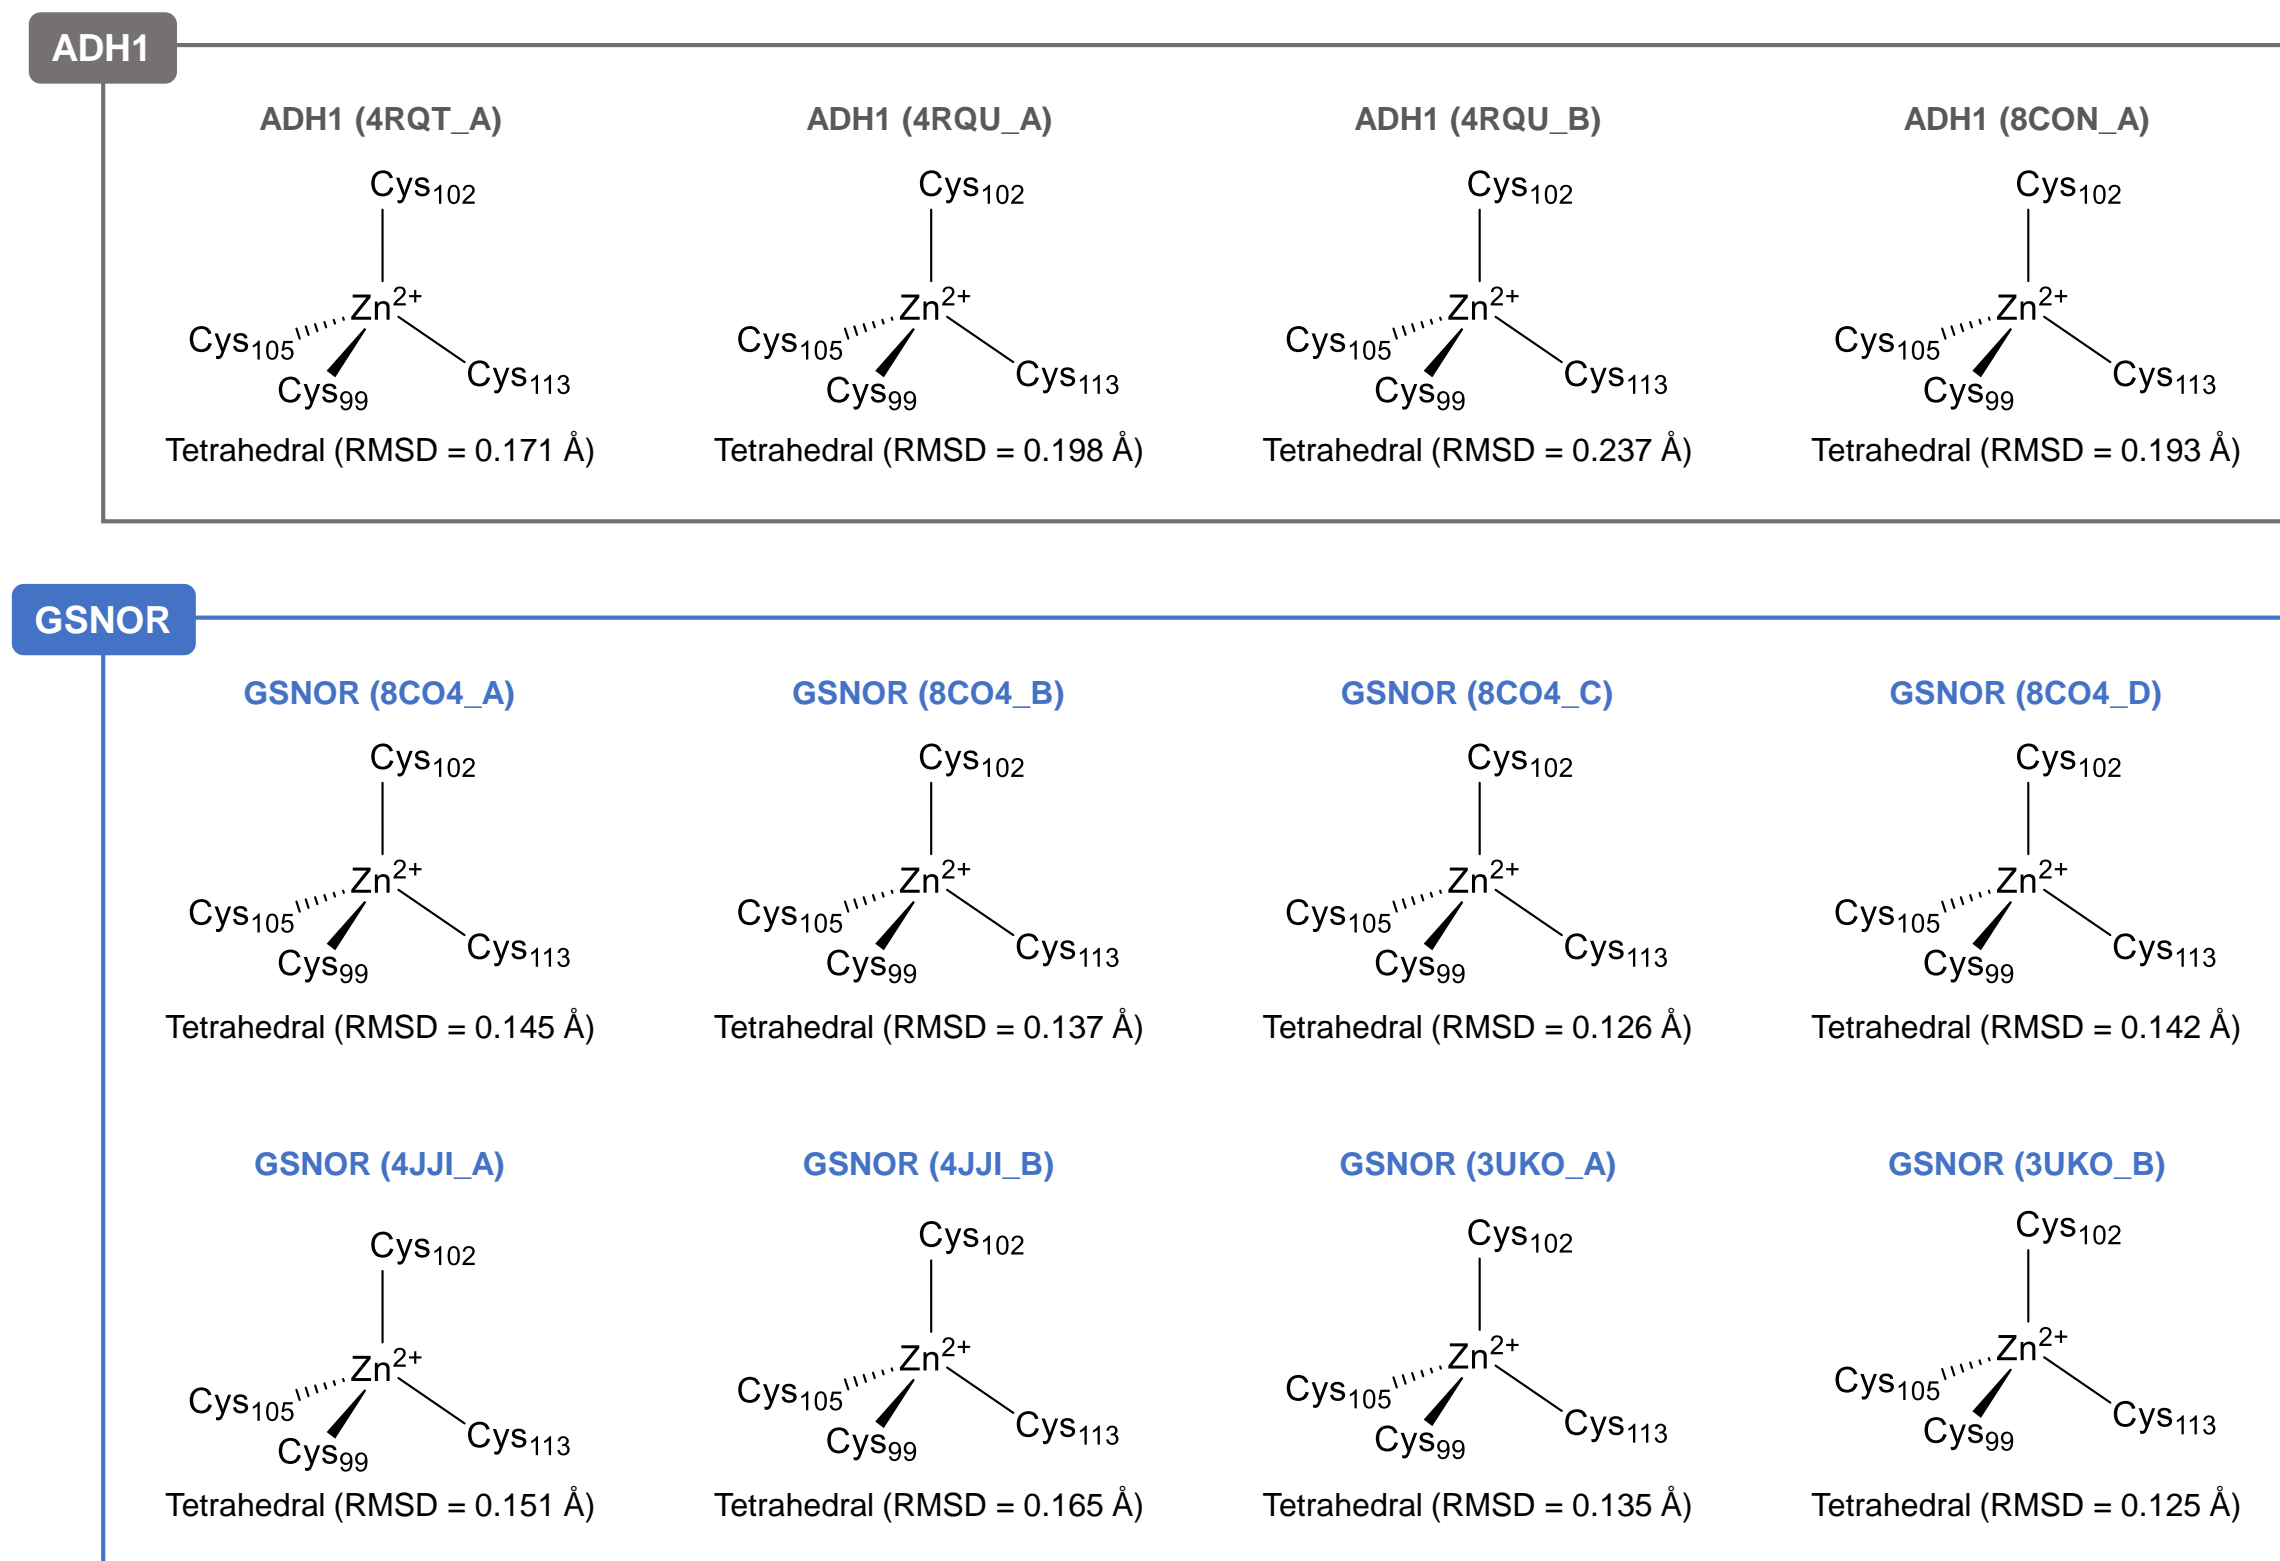 ADH1
ADH1 (4RQT_A) ADH1 (4RQU_A) ADH1 (4RQU_B) ADH1 (8CON_A)
Cys102 Cys102 Cys102 Cys102
Zn2+ Zn2+ Zn2+ Zn2+
Cys105 Cys105 Cys105 Cys105
Cys113 Cys113 Cys113 Cys113
Cys99 Cys99 Cys99 Cys99
Tetrahedral (RMSD = 0.171 Å) Tetrahedral (RMSD = 0.198 Å) Tetrahedral (RMSD = 0.237 Å) Tetrahedral (RMSD = 0.193 Å)
GSNOR
GSNOR (8CO4_A) GSNOR (8CO4_B) GSNOR (8CO4_C) GSNOR (8CO4_D)
Cys102 Cys102 Cys102 Cys102
Zn2+ Zn2+ Zn2+ Zn2+
Cys105 Cys105 Cys105 Cys105
Cys113 Cys113 Cys113 Cys113
Cys99 Cys99 Cys99 Cys99
Tetrahedral (RMSD = 0.145 Å) Tetrahedral (RMSD = 0.137 Å) Tetrahedral (RMSD = 0.126 Å) Tetrahedral (RMSD = 0.142 Å)
GSNOR (4JJI_A) GSNOR (4JJI_B) GSNOR (3UKO_A) GSNOR (3UKO_B)
Cys102 Cys102 Cys102 Cys102
Zn2+ Zn2+ Zn2+ Zn2+
Cys105 Cys105 Cys105 Cys105
Cys113 Cys113 Cys113 Cys113
Cys99 Cys99 Cys99 Cys99
Tetrahedral (RMSD = 0.151 Å) Tetrahedral (RMSD = 0.165 Å) Tetrahedral (RMSD = 0.135 Å) Tetrahedral (RMSD = 0.125 Å)